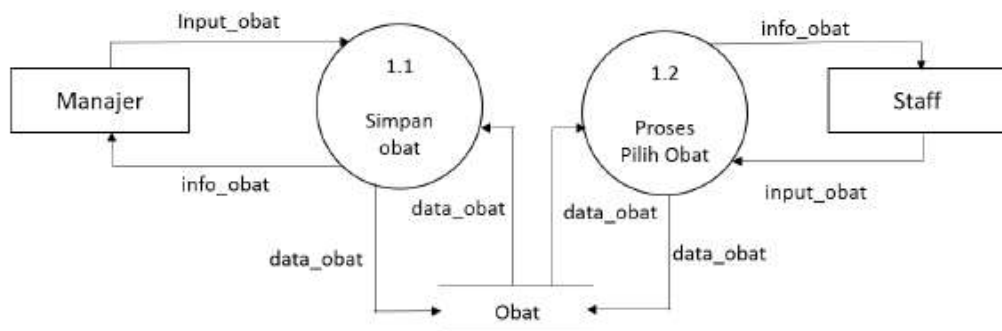 Input_obat
info_obat
1.1
1.2
Manajer
Staff
Simpan
obat
Proses
Pilih Obat
info_obat
input_obat
data_obat
data_obat
data_obat
data_obat
Obat